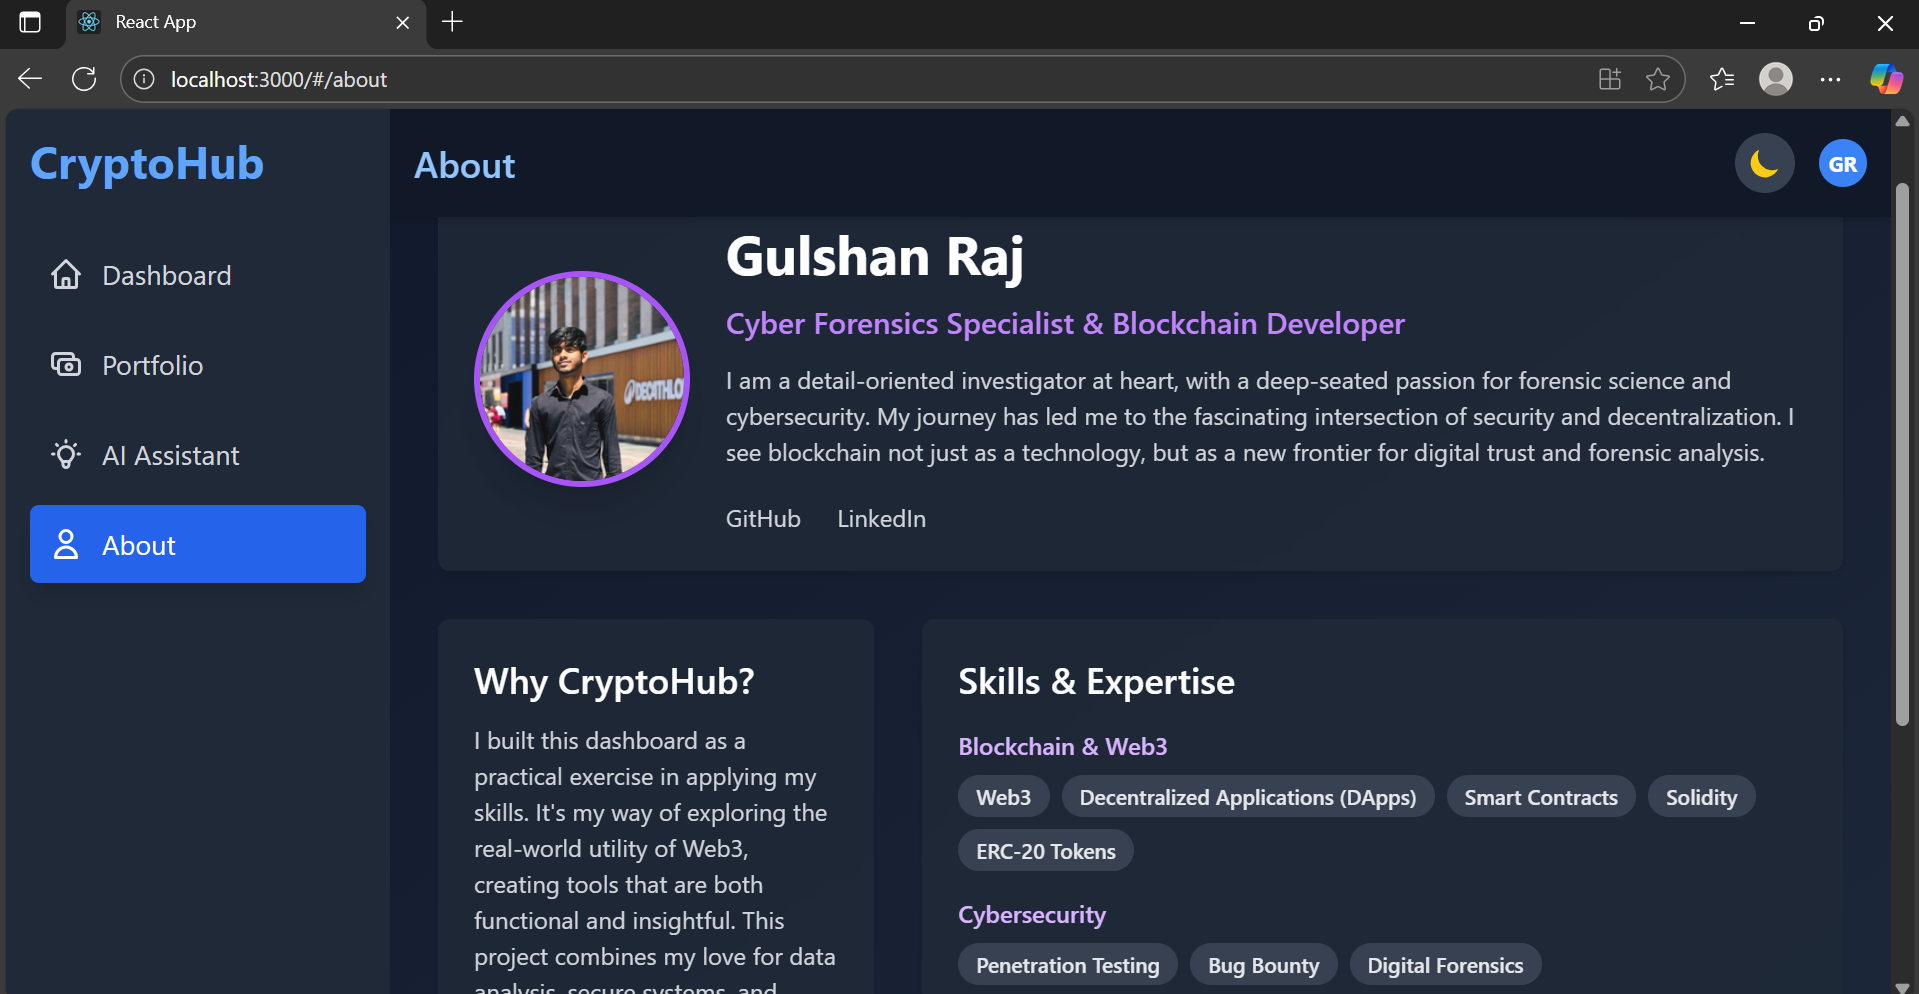 React App
localhost:3000/#/about
CryptoHub
Dashboard
Portfolio
AI Assistant
About
About
GR
Gulshan Raj
Cyber Forensics Specialist & Blockchain Developer
I am a detail-oriented investigator at heart, with a deep-seated passion for forensic science and
cybersecurity. My journey has led me to the fascinating intersection of security and decentralization. I
see blockchain not just as a technology, but as a new frontier for digital trust and forensic analysis.
GitHub LinkedIn
DECATHLO
Why CryptoHub?
I built this dashboard as a
practical exercise in applying my
skills. It's my way of exploring the
real-world utility of Web3,
creating tools that are both
functional and insightful. This
project combines my love for data
analysis, secure systems, and
Skills & Expertise
Blockchain & Web3
Web3 Decentralized Applications (DApps) Smart Contracts Solidity
ERC-20 Tokens
Cybersecurity
Penetration Testing Bug Bounty Digital Forensics